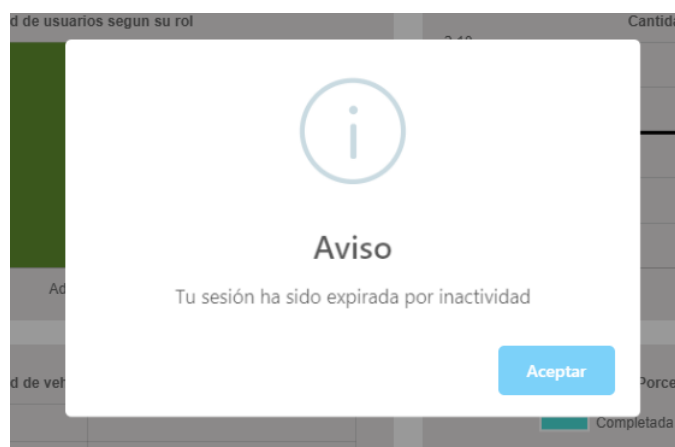 d de usuarios segun su rol
Cantida
Aviso
Tu sesión ha sido expirada por inactividad
Ad
Aceptar
d de veh
Porce
Completada